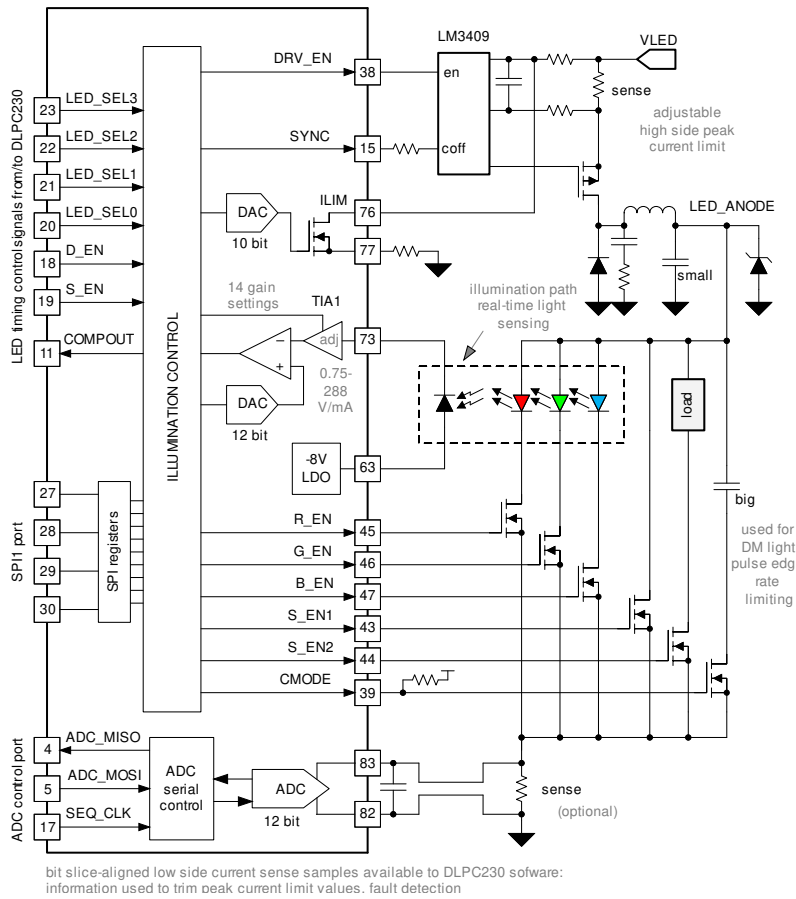 LM3409
VLED
DRV_EN
38
en
sense
23
LED_SEL3
adjustable
high side peak
current limit
22
LED_SEL2
SYNC
15
coff
21
LED_SEL1
20
LED_SEL0
DAC
10 bit
ILIM
76
LED_ANODE
18
D_EN
77
19
S_EN
small
14 gain
settings
TIA1
illumination path
real-time light
sensing
11
COMPOUT
adj
73
−
+
0.75-
288
V/mA
DAC
12 bit
load
LED timing control signals from/to DLPC230
ILLUMINATION CONTROL
-8V
LDO
63
big
27
28
29
30
SPI1 port
SPI registers
R_EN
45
used for
DM light
pulse edg
rate
limiting
G_EN
46
B_EN
47
S_EN1
43
S_EN2
44
CMODE
39
ADC control port
4
ADC_MISO
5
ADC_MOSI
17
SEQ_CLK
ADC
serial
control
ADC
12 bit
83
82
sense
(optional)
bit slice-aligned low side current sense samples available to DLPC230 sofware:
information used to trim peak current limit values, fault detection